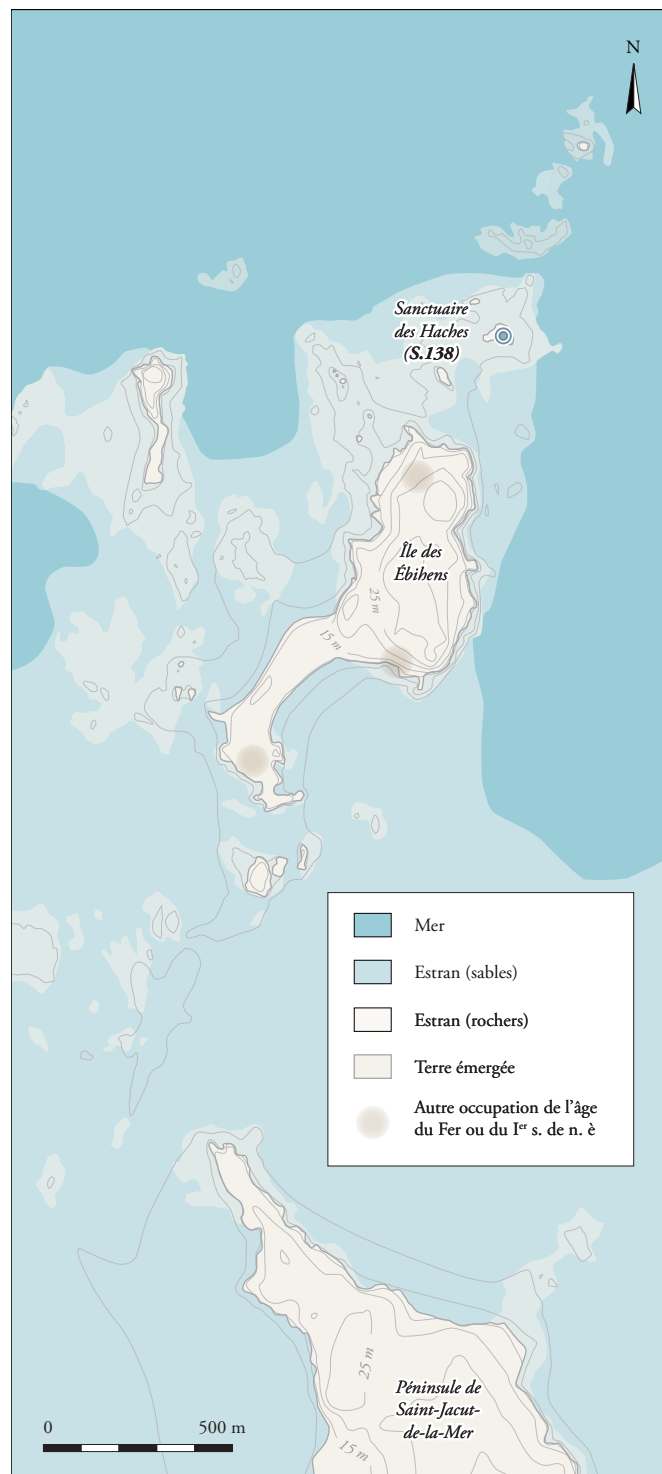 N
Sanctuaire
des Haches
(S.138)
Île des
Ébihens
25 m
15 m
Mer
Estran (sables)
Estran (rochers)
Terre émergée
Autre occupation de l'âge
du Fer ou du Ier s. de n. è
25 m
Péninsule de
Saint-Jacut-
de-la-Mer
15 m
0 500 m